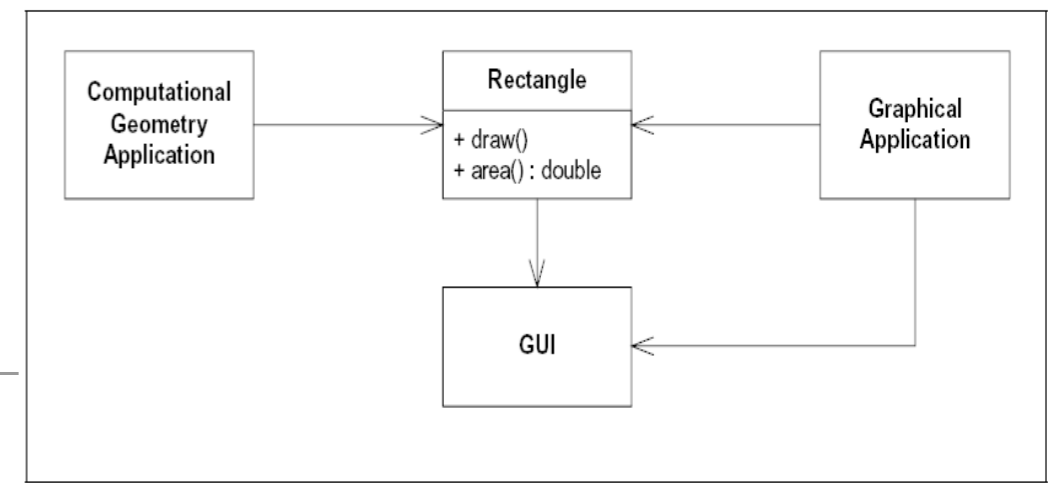 Computational
Geometry
Application
Rectangle
+ draw()
+ area() : double
Graphical
Application
GUI